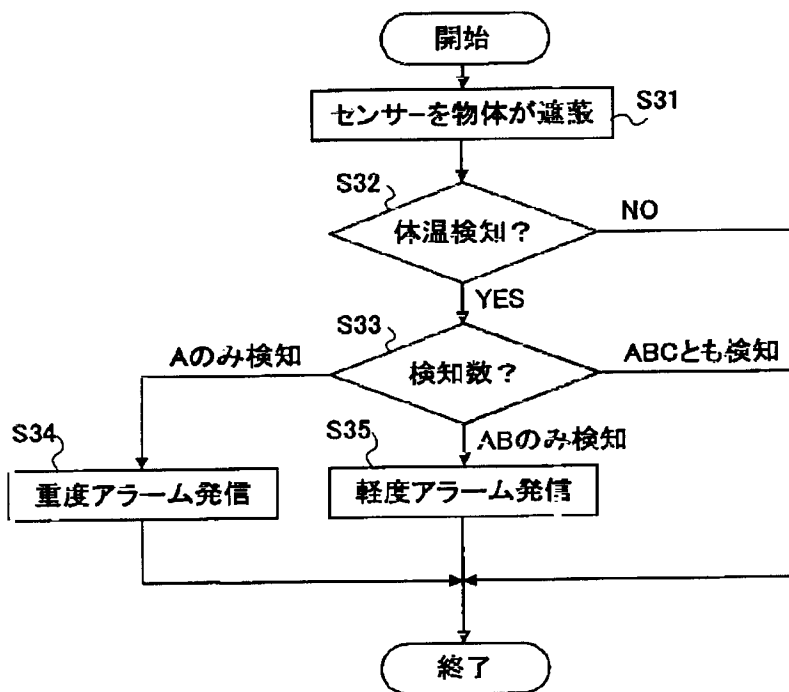 開始
センサーを物体が遮蔽
S31
S32
体温検知?
NO
YES
S33
Aのみ検知
検知数?
ABCとも検知
S34
S35
ABのみ検知
重度アラーム発信
軽度アラーム発信
終了